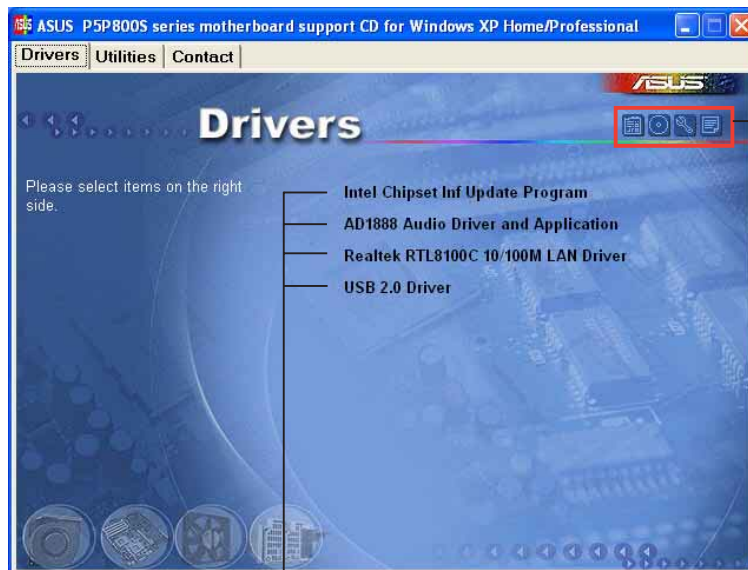 ASUS P5P800S series motherboard support CD for Windows XP Home/Professional
Drivers Utilities Contact
ASUS
Drivers
Please select items on the right
side.
Intel Chipset Inf Update Program
AD1888 Audio Driver and Application
Realtek RTL8100C 10/100M LAN Driver
USB 2.0 Driver